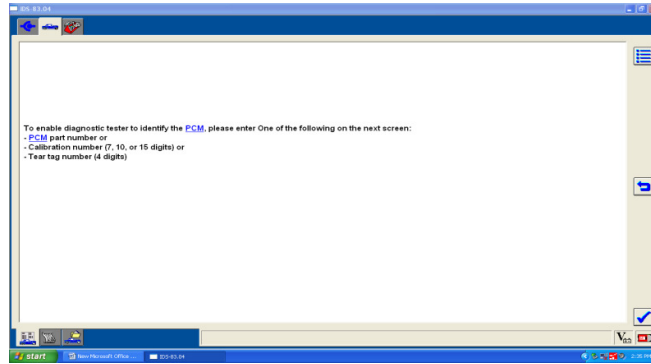 IDS-83.04
To enable diagnostic tester to identify the PCM, please enter One of the following on the next screen:
- PCM part number or
- Calibration number (7, 10, or 15 digits) or
- Tear tag number (4 digits)
start
New Microsoft Office ...
IDS-83.04